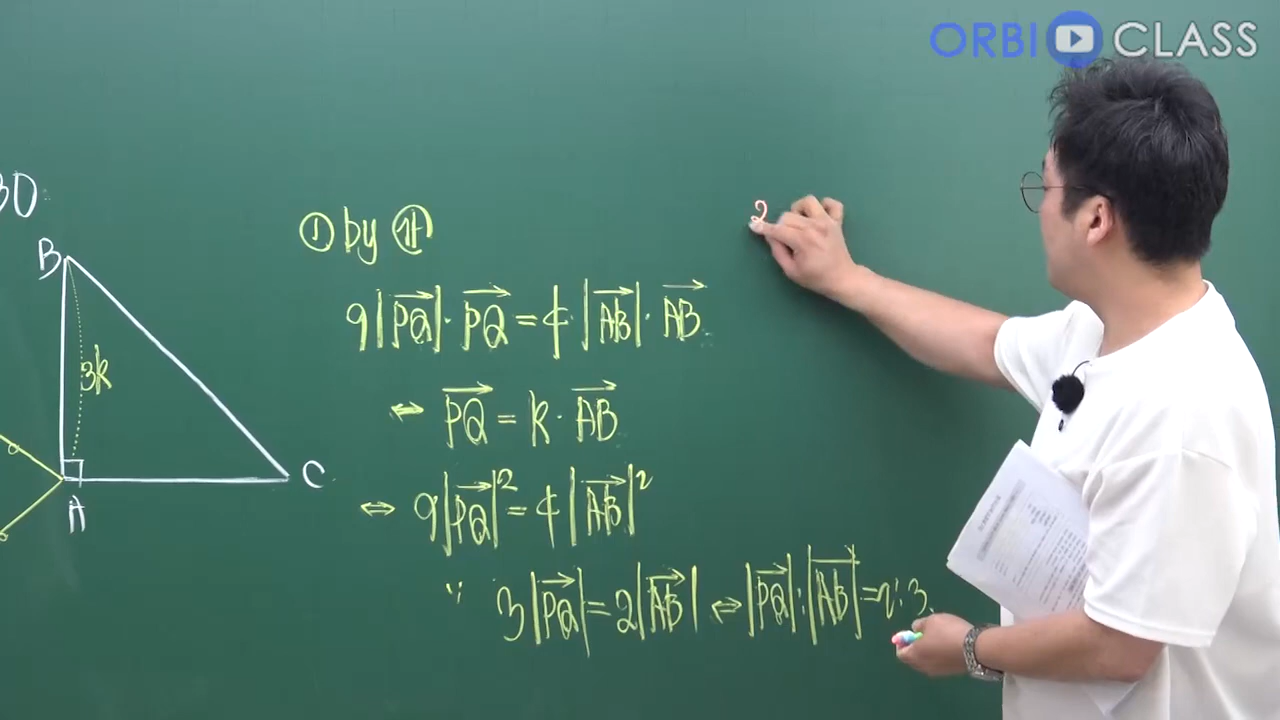 ORBI CLASS
30
B
3k
A
C
① by ㉮
9|PQ|·PQ = 4·|AB|·AB
⇔ PQ = k·AB
⇔ 9|PQ|² = 4|AB|²
∵ 3|PQ| = 2|AB| ⇔ |PQ|:|AB| = 2:3.
2